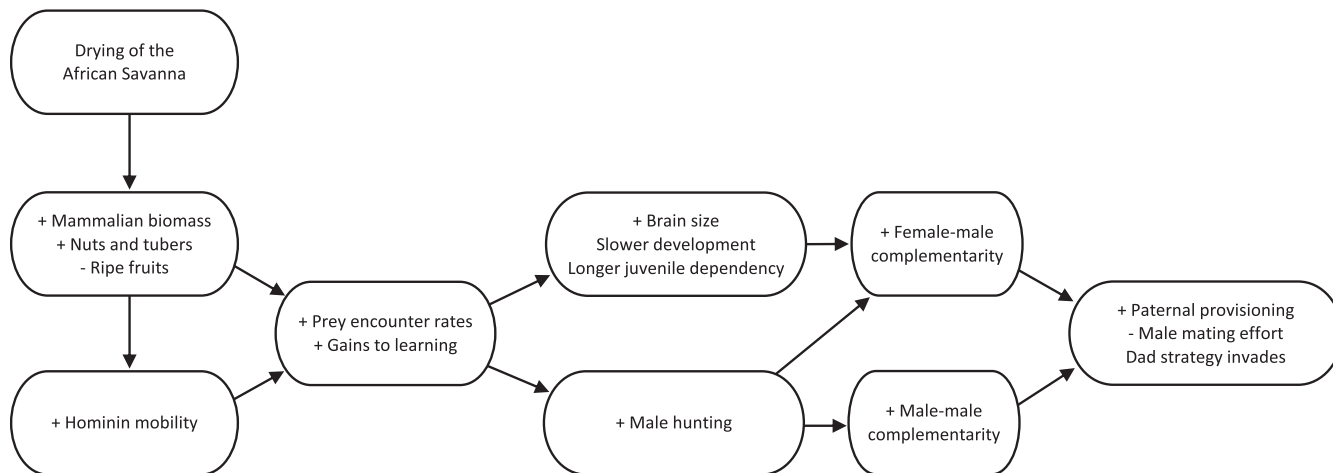 Drying of the
African Savanna
+ Mammalian biomass
+ Nuts and tubers
- Ripe fruits
+ Hominin mobility
+ Prey encounter rates
+ Gains to learning
+ Brain size
Slower development
Longer juvenile dependency
+ Male hunting
+ Female-male
complementarity
+ Male-male
complementarity
+ Paternal provisioning
- Male mating effort
Dad strategy invades